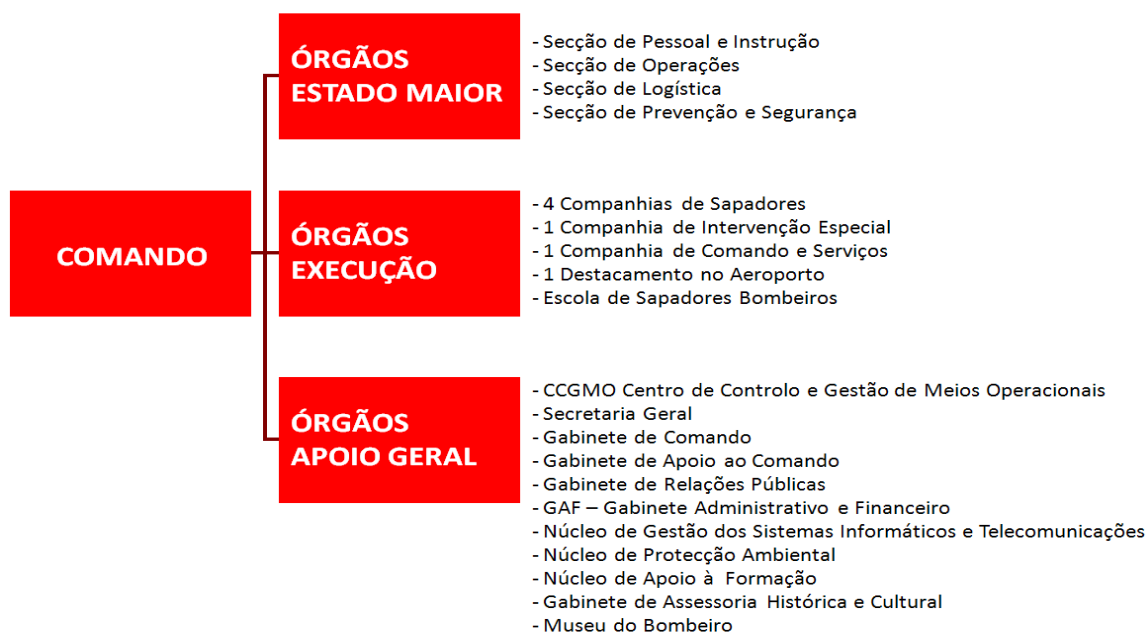 COMANDO
ÓRGÃOS
ESTADO MAIOR
- Secção de Pessoal e Instrução
- Secção de Operações
- Secção de Logística
- Secção de Prevenção e Segurança
ÓRGÃOS
EXECUÇÃO
- 4 Companhias de Sapadores
- 1 Companhia de Intervenção Especial
- 1 Companhia de Comando e Serviços
- 1 Destacamento no Aeroporto
- Escola de Sapadores Bombeiros
ÓRGÃOS
APOIO GERAL
- CCGMO Centro de Controlo e Gestão de Meios Operacionais
- Secretaria Geral
- Gabinete de Comando
- Gabinete de Apoio ao Comando
- Gabinete de Relações Públicas
- GAF – Gabinete Administrativo e Financeiro
- Núcleo de Gestão dos Sistemas Informáticos e Telecomunicações
- Núcleo de Protecção Ambiental
- Núcleo de Apoio à Formação
- Gabinete de Assessoria Histórica e Cultural
- Museu do Bombeiro